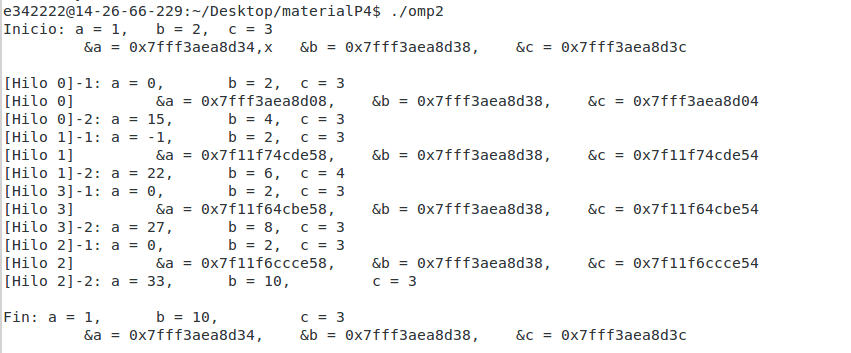 e342222@14-26-66-229:~/Desktop/materialP4$ ./omp2
Inicio: a = 1,   b = 2,  c = 3
         &a = 0x7fff3aea8d34,x   &b = 0x7fff3aea8d38,    &c = 0x7fff3aea8d3c
[Hilo 0]-1: a = 0,       b = 2,  c = 3
[Hilo 0]         &a = 0x7fff3aea8d08,    &b = 0x7fff3aea8d38,    &c = 0x7fff3aea8d04
[Hilo 0]-2: a = 15,      b = 4,  c = 3
[Hilo 1]-1: a = -1,      b = 2,  c = 3
[Hilo 1]         &a = 0x7f11f74cde58,    &b = 0x7fff3aea8d38,    &c = 0x7f11f74cde54
[Hilo 1]-2: a = 22,      b = 6,  c = 4
[Hilo 3]-1: a = 0,       b = 2,  c = 3
[Hilo 3]         &a = 0x7f11f64cbe58,    &b = 0x7fff3aea8d38,    &c = 0x7f11f64cbe54
[Hilo 3]-2: a = 27,      b = 8,  c = 3
[Hilo 2]-1: a = 0,       b = 2,  c = 3
[Hilo 2]         &a = 0x7f11f6ccce58,    &b = 0x7fff3aea8d38,    &c = 0x7f11f6ccce54
[Hilo 2]-2: a = 33,      b = 10,         c = 3
Fin: a = 1,      b = 10,         c = 3
         &a = 0x7fff3aea8d34,    &b = 0x7fff3aea8d38,    &c = 0x7fff3aea8d3c